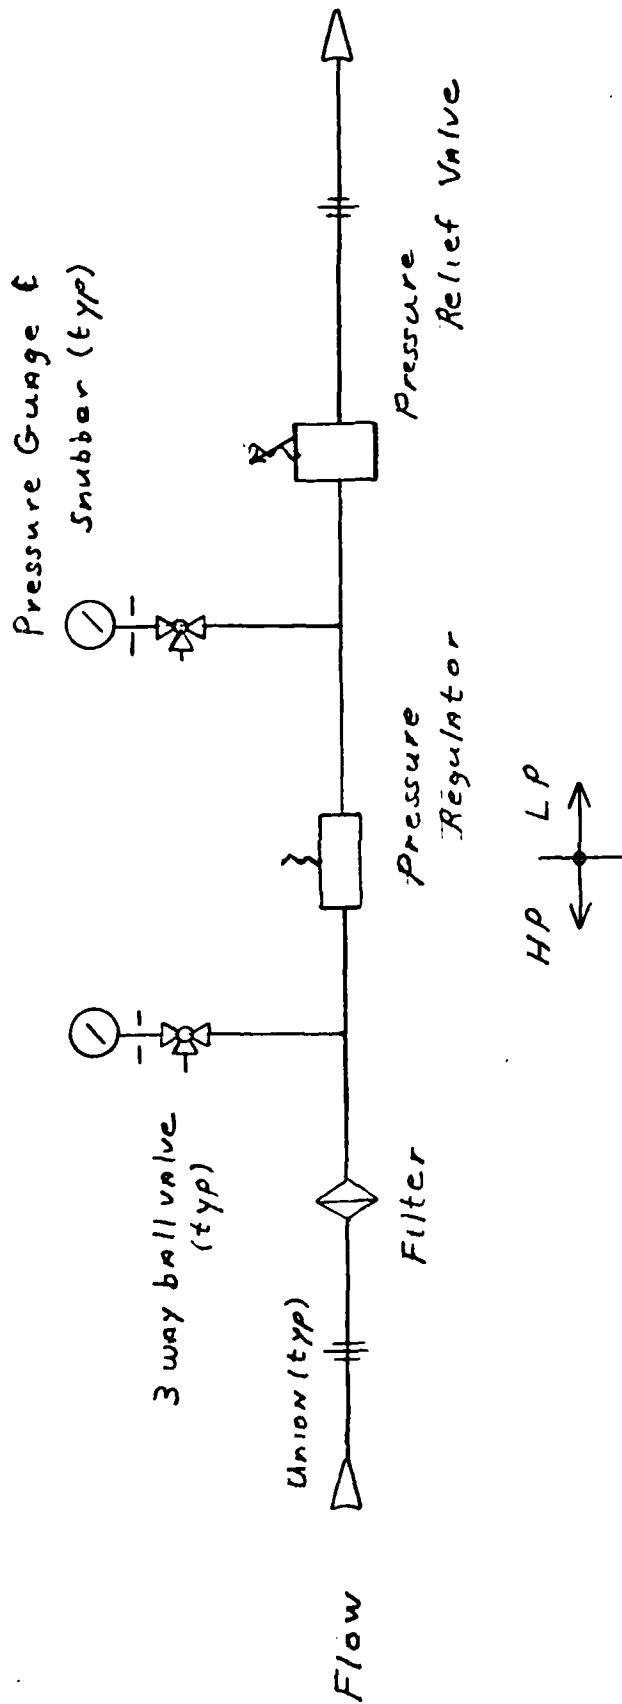 Pressure Guage &
Snubber (typ)
3 way ball valve
(typ)
Union (typ)
Flow
Filter
Pressure
Regulator
Pressure
Relief Valve
HP LP